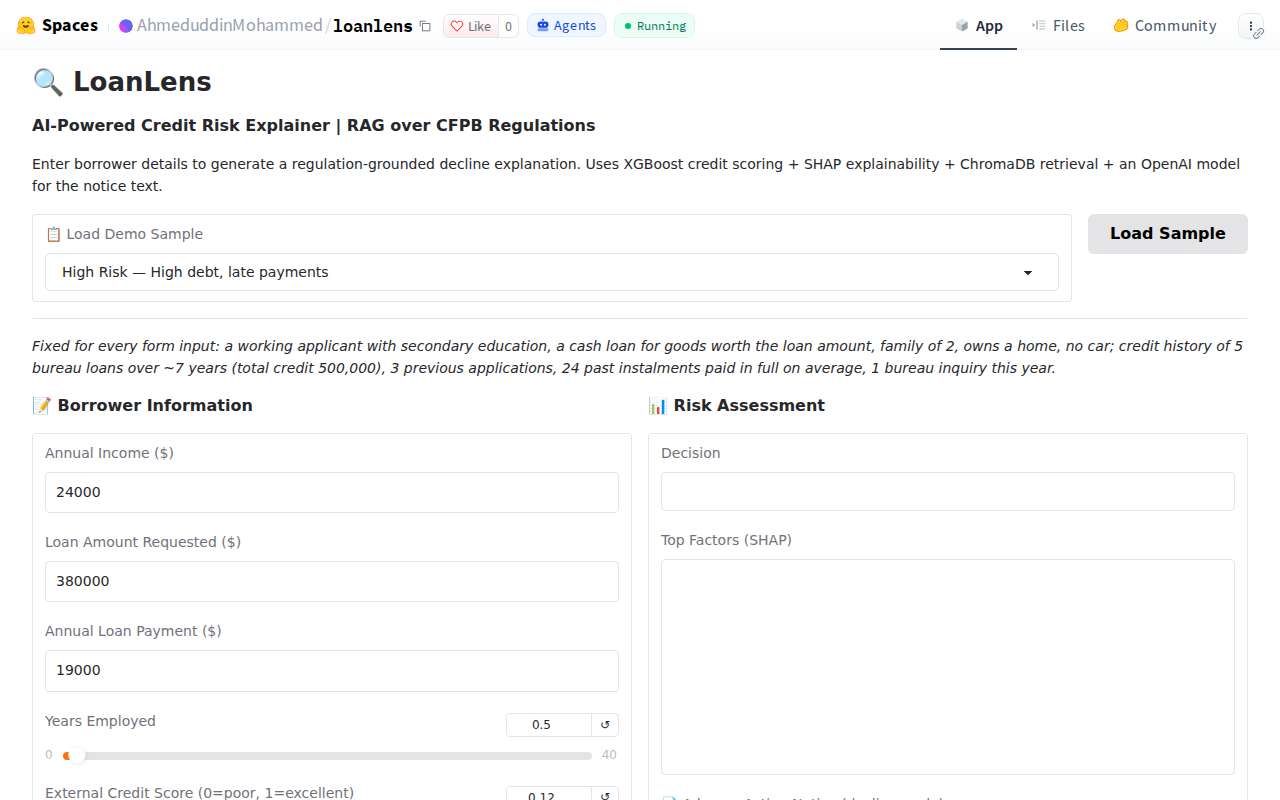 Spaces
AhmeduddinMohammed/loanlens
Like
0
Agents
Running
App
Files
Community
LoanLens
AI-Powered Credit Risk Explainer | RAG over CFPB Regulations
Enter borrower details to generate a regulation-grounded decline explanation. Uses XGBoost credit scoring + SHAP explainability + ChromaDB retrieval + an OpenAI model
for the notice text.
Load Demo Sample
High Risk — High debt, late payments
Load Sample
Fixed for every form input: a working applicant with secondary education, a cash loan for goods worth the loan amount, family of 2, owns a home, no car; credit history of 5
bureau loans over ~7 years (total credit 500,000), 3 previous applications, 24 past instalments paid in full on average, 1 bureau inquiry this year.
Borrower Information
Annual Income ($)
24000
Loan Amount Requested ($)
380000
Annual Loan Payment ($)
19000
Years Employed
0.5
0
40
External Credit Score (0=poor, 1=excellent)
0.12
Risk Assessment
Decision
Top Factors (SHAP)